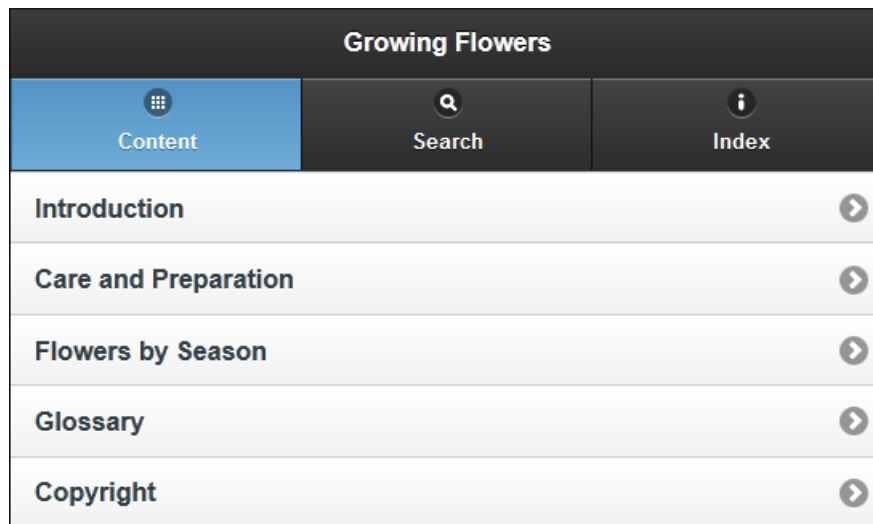 Growing Flowers
Content Search Index
Introduction
Care and Preparation
Flowers by Season
Glossary
Copyright